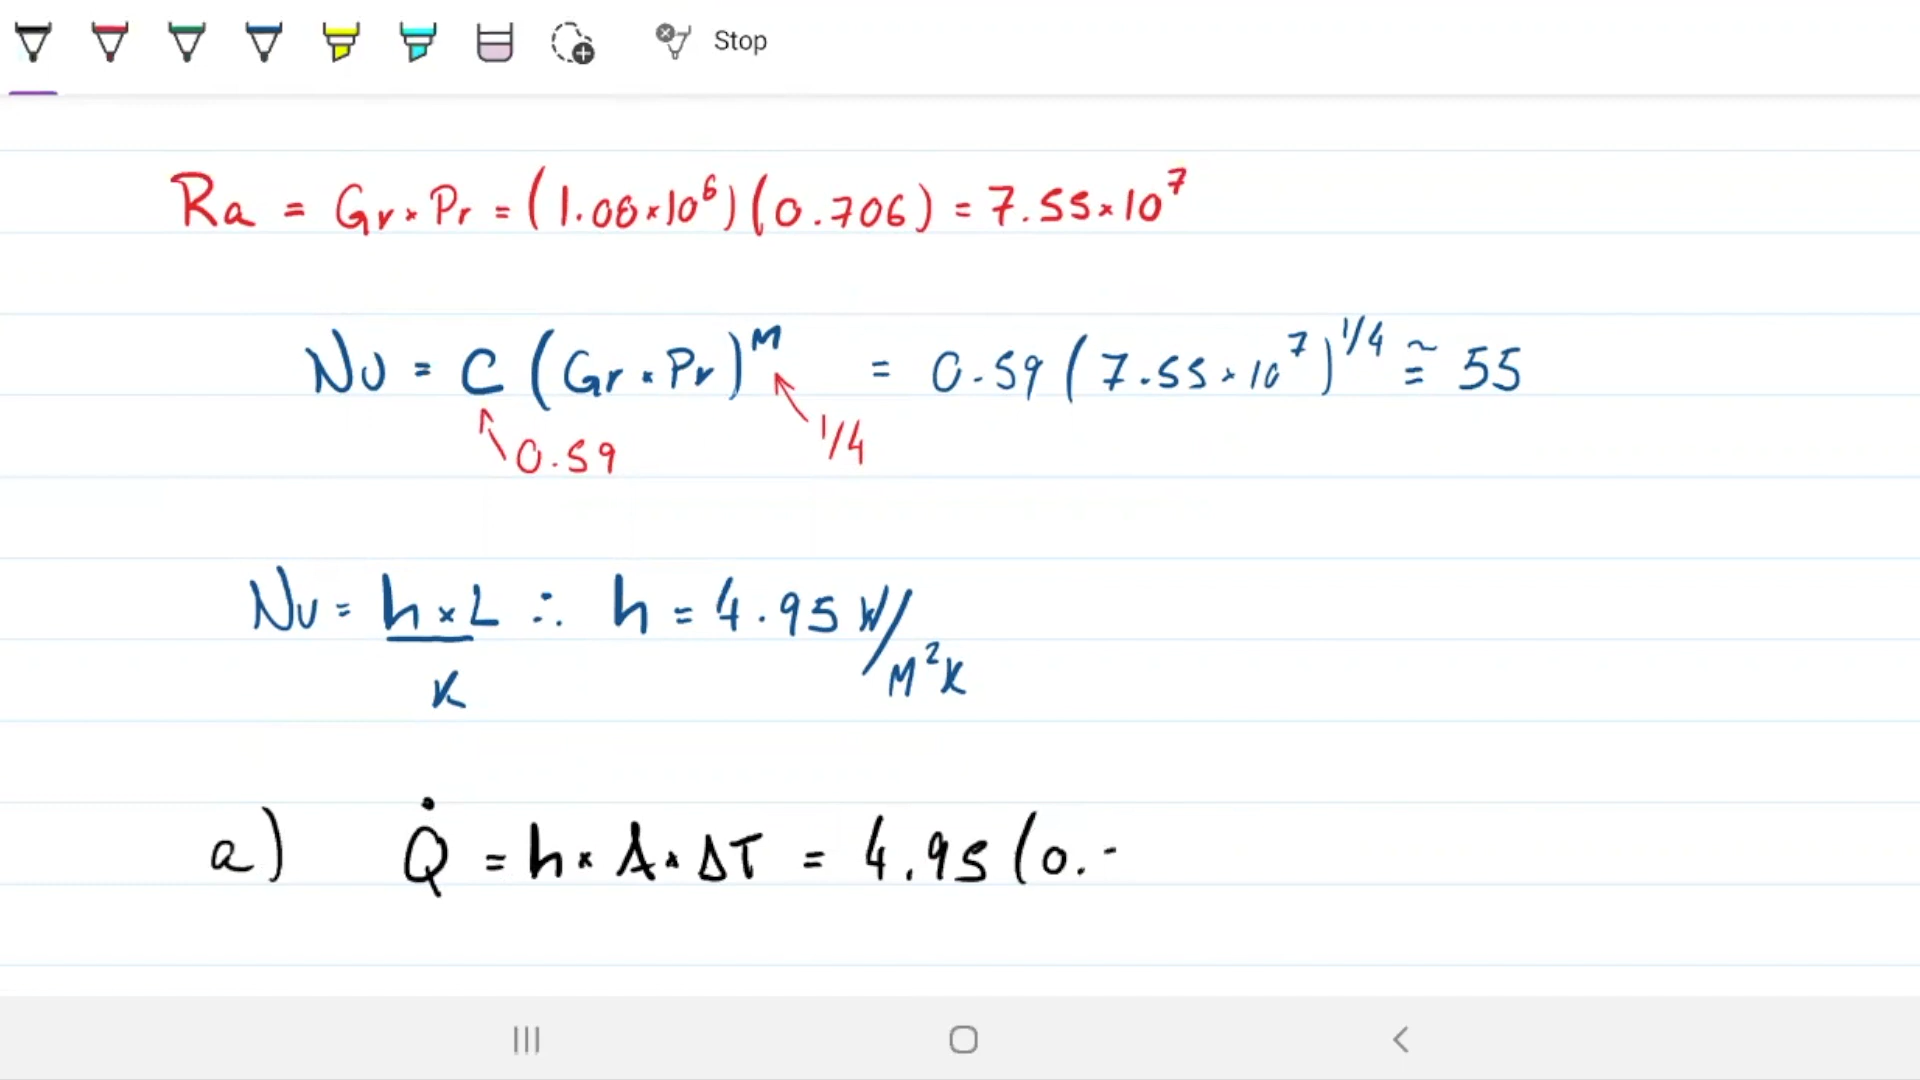 Stop
Ra = Gr × Pr = (1.00×10⁶)(0.706) = 7.55×10⁷
Nu = C (Gr × Pr)ᴹ = 0.59 (7.55×10⁷)^1/4 ≅ 55
0.59 1/4
Nu = h×L/K ∴ h = 4.95 W/M²K
a) Q̇ = h × A × ΔT = 4.95 (0.